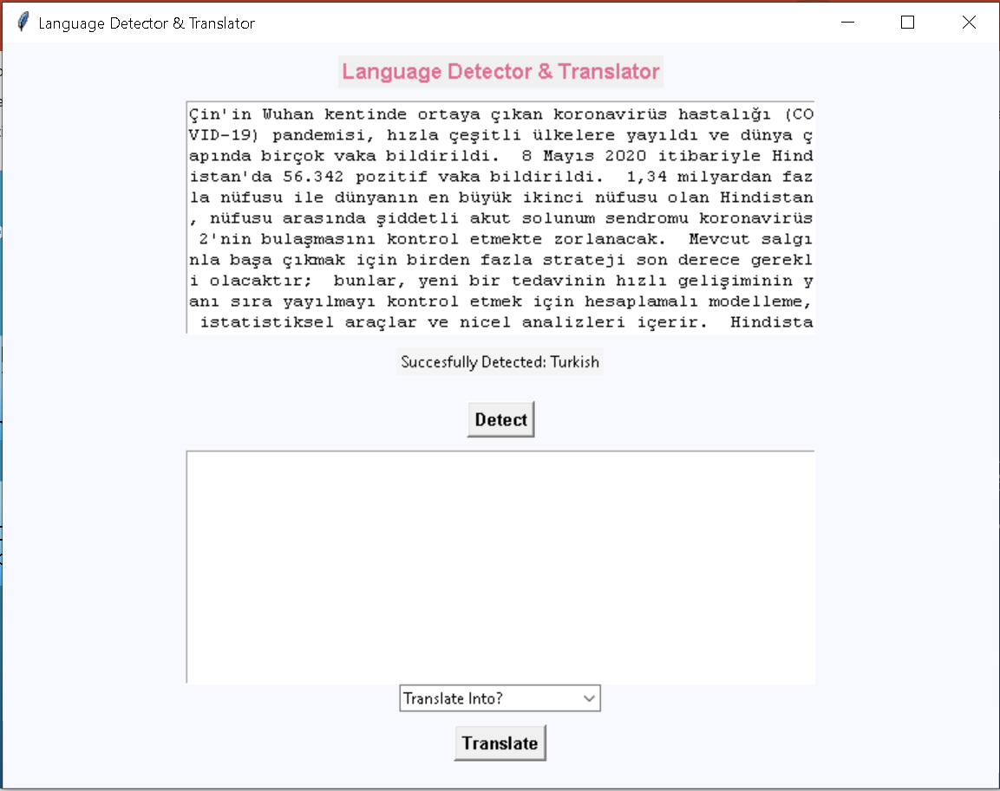 Language Detector & Translator
Language Detector & Translator
Çin'in Wuhan kentinde ortaya çıkan koronavirüs hastalığı (CO
VID-19) pandemisi, hızla çeşitli ülkelere yayıldı ve dünya ç
apında birçok vaka bildirildi.  8 Mayıs 2020 itibariyle Hind
istan'da 56.342 pozitif vaka bildirildi.  1,34 milyardan faz
la nüfusu ile dünyanın en büyük ikinci nüfusu olan Hindistan
, nüfusu arasında şiddetli akut solunum sendromu koronavirüs
 2'nin bulaşmasını kontrol etmekte zorlanacak.  Mevcut salgı
nla başa çıkmak için birden fazla strateji son derece gerekl
i olacaktır;  bunlar, yeni bir tedavinin hızlı gelişiminin y
anı sıra yayılmayı kontrol etmek için hesaplamalı modelleme,
 istatistiksel araçlar ve nicel analizleri içerir.  Hindista
Succesfully Detected: Turkish
Detect
Translate Into?
Translate